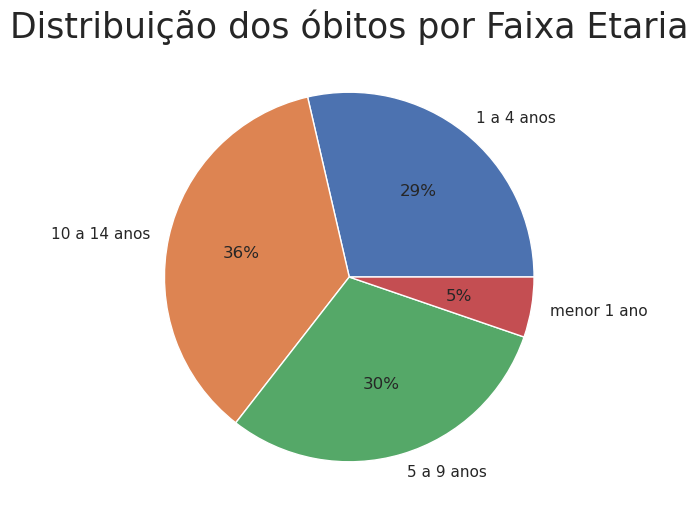 Distribuição dos óbitos por Faixa Etaria
1 a 4 anos
29%
10 a 14 anos
36%
5%
menor 1 ano
30%
5 a 9 anos